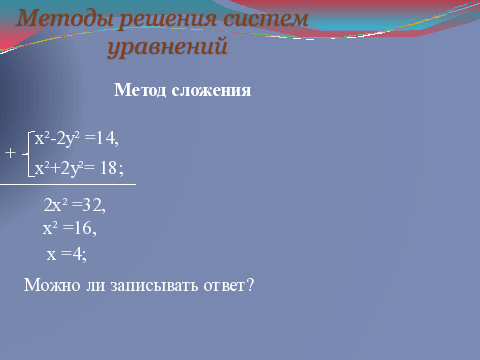 Методы решения систем
уравнений
Метод сложения
x²-2y² =14,
+
x²+2y²= 18;
2x² =32,
x² =16,
x =4;
Можно ли записывать ответ?